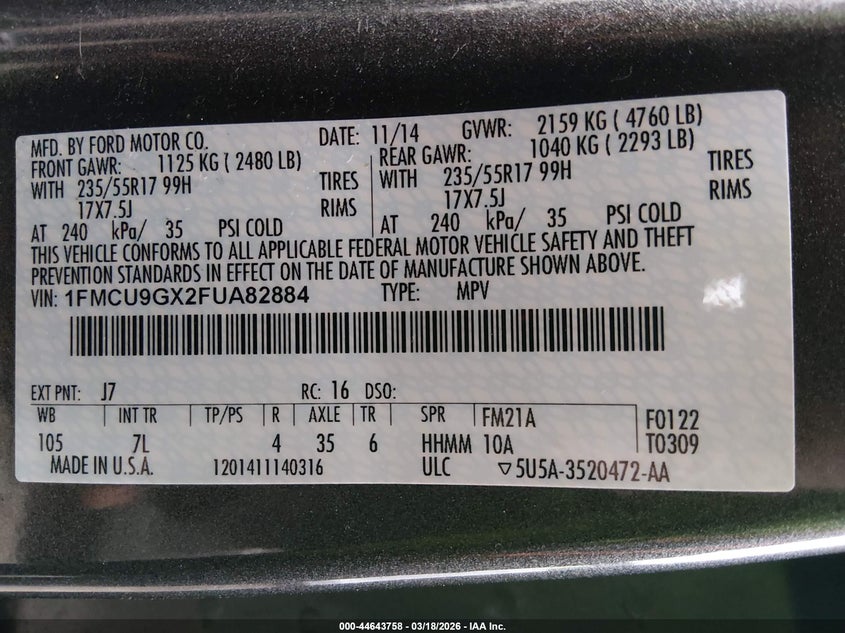 MFD. BY FORD MOTOR CO. DATE: 11/14 GVWR: 2159 KG ( 4760 LB)
FRONT GAWR: 1125 KG ( 2480 LB) REAR GAWR: 1040 KG ( 2293 LB)
WITH 235/55R17 99H TIRES WITH 235/55R17 99H TIRES
17X7.5J RIMS 17X7.5J RIMS
AT 240 kPa/ 35 PSI COLD AT 240 kPa/ 35 PSI COLD
THIS VEHICLE CONFORMS TO ALL APPLICABLE FEDERAL MOTOR VEHICLE SAFETY AND THEFT
PREVENTION STANDARDS IN EFFECT ON THE DATE OF MANUFACTURE SHOWN ABOVE.
VIN: 1FMCU9GX2FUA82884 TYPE: MPV
EXT PNT: J7 RC: 16 DSO:
WB INT TR TP/PS R AXLE TR SPR FM21A F0122
105 7L 4 35 6 HHMM 10A T0309
MADE IN U.S.A. 1201411140316 ULC ▽5U5A-3520472-AA
000-44643758 - 03/18/2026 - IAA Inc.